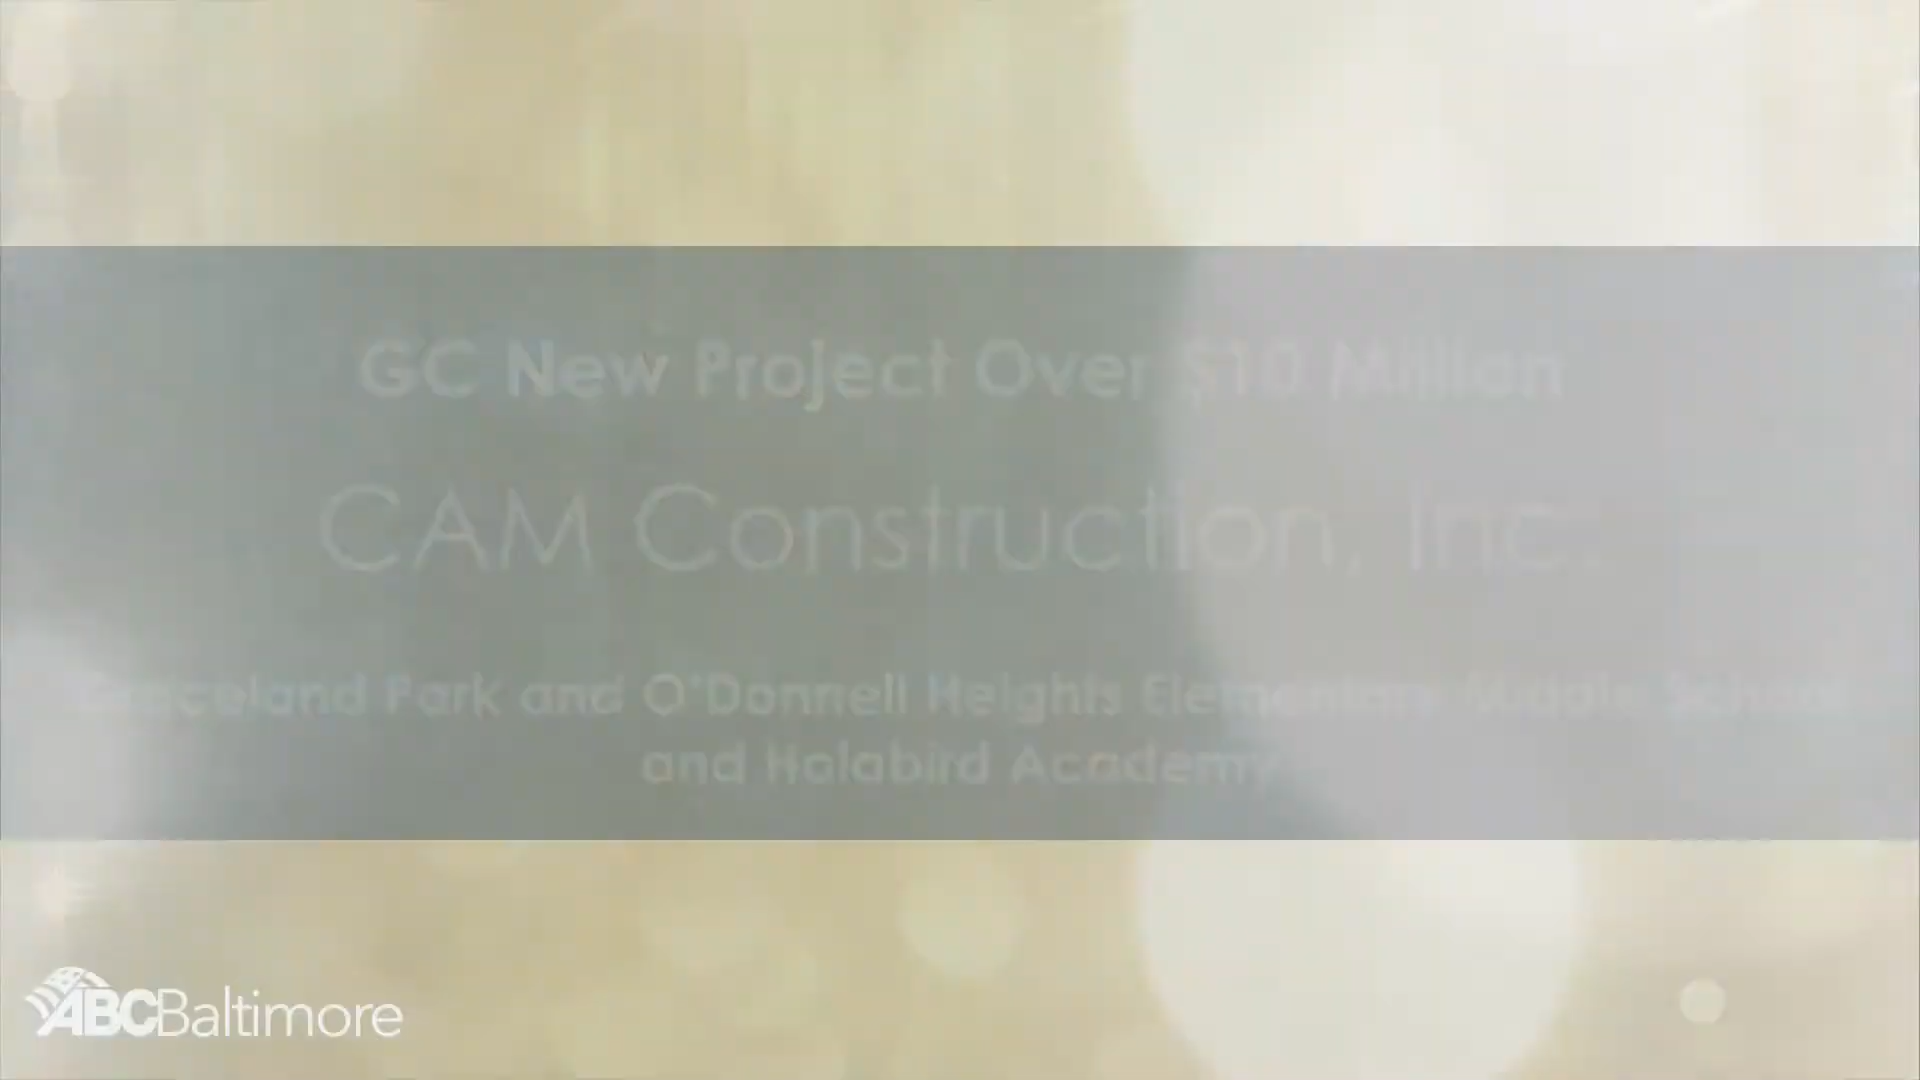 GC New Project Over $10 Million
CAM Construction, Inc.
Graceland Park and O'Donnell Heights Elementary Middle School
and Holabird Academy
ABCBaltimore